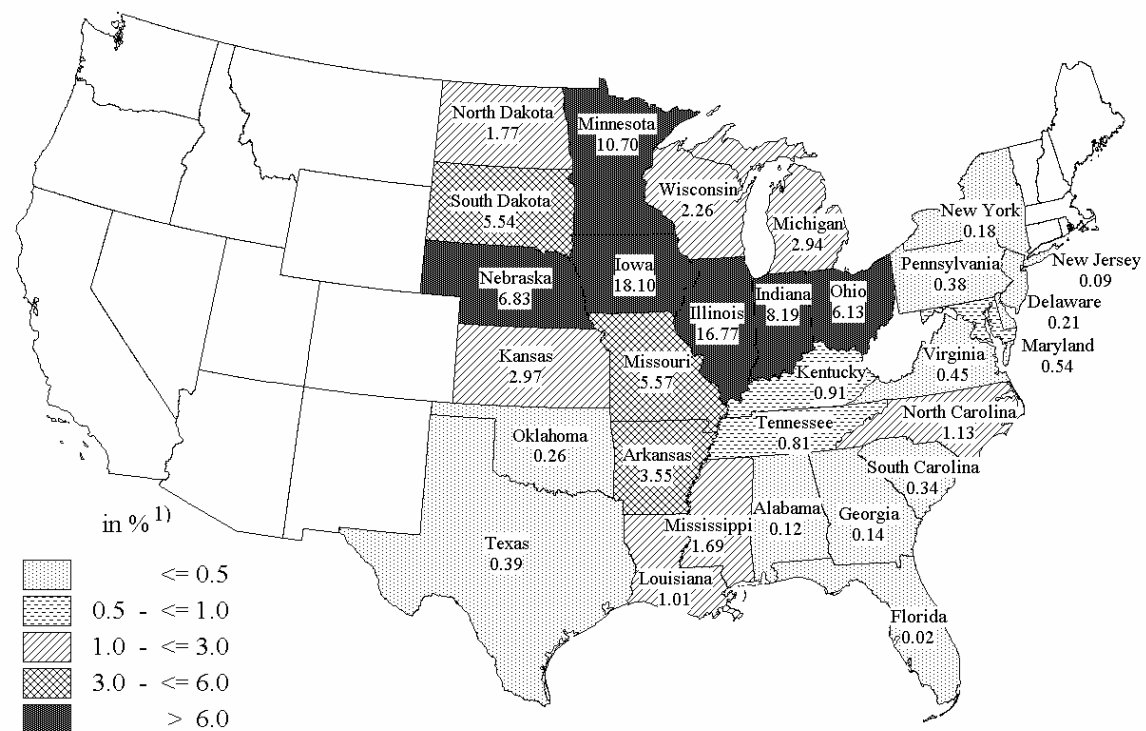 North Dakota
1.77
Minnesota
10.70
South Dakota
5.54
Wisconsin
2.26
Michigan
2.94
New York
0.18
Nebraska
6.83
Iowa
18.10
Illinois
16.77
Indiana
8.19
Ohio
6.13
Pennsylvania
0.38
New Jersey
0.09
Delaware
0.21
Maryland
0.54
Kansas
2.97
Missouri
5.57
Kentucky
0.91
Virginia
0.45
Oklahoma
0.26
Arkansas
3.55
Tennessee
0.81
North Carolina
1.13
South Carolina
0.34
Texas
0.39
Louisiana
1.01
Mississippi
1.69
Alabama
0.12
Georgia
0.14
Florida
0.02
in % 1)
<= 0.5
0.5 - <= 1.0
1.0 - <= 3.0
3.0 - <= 6.0
> 6.0